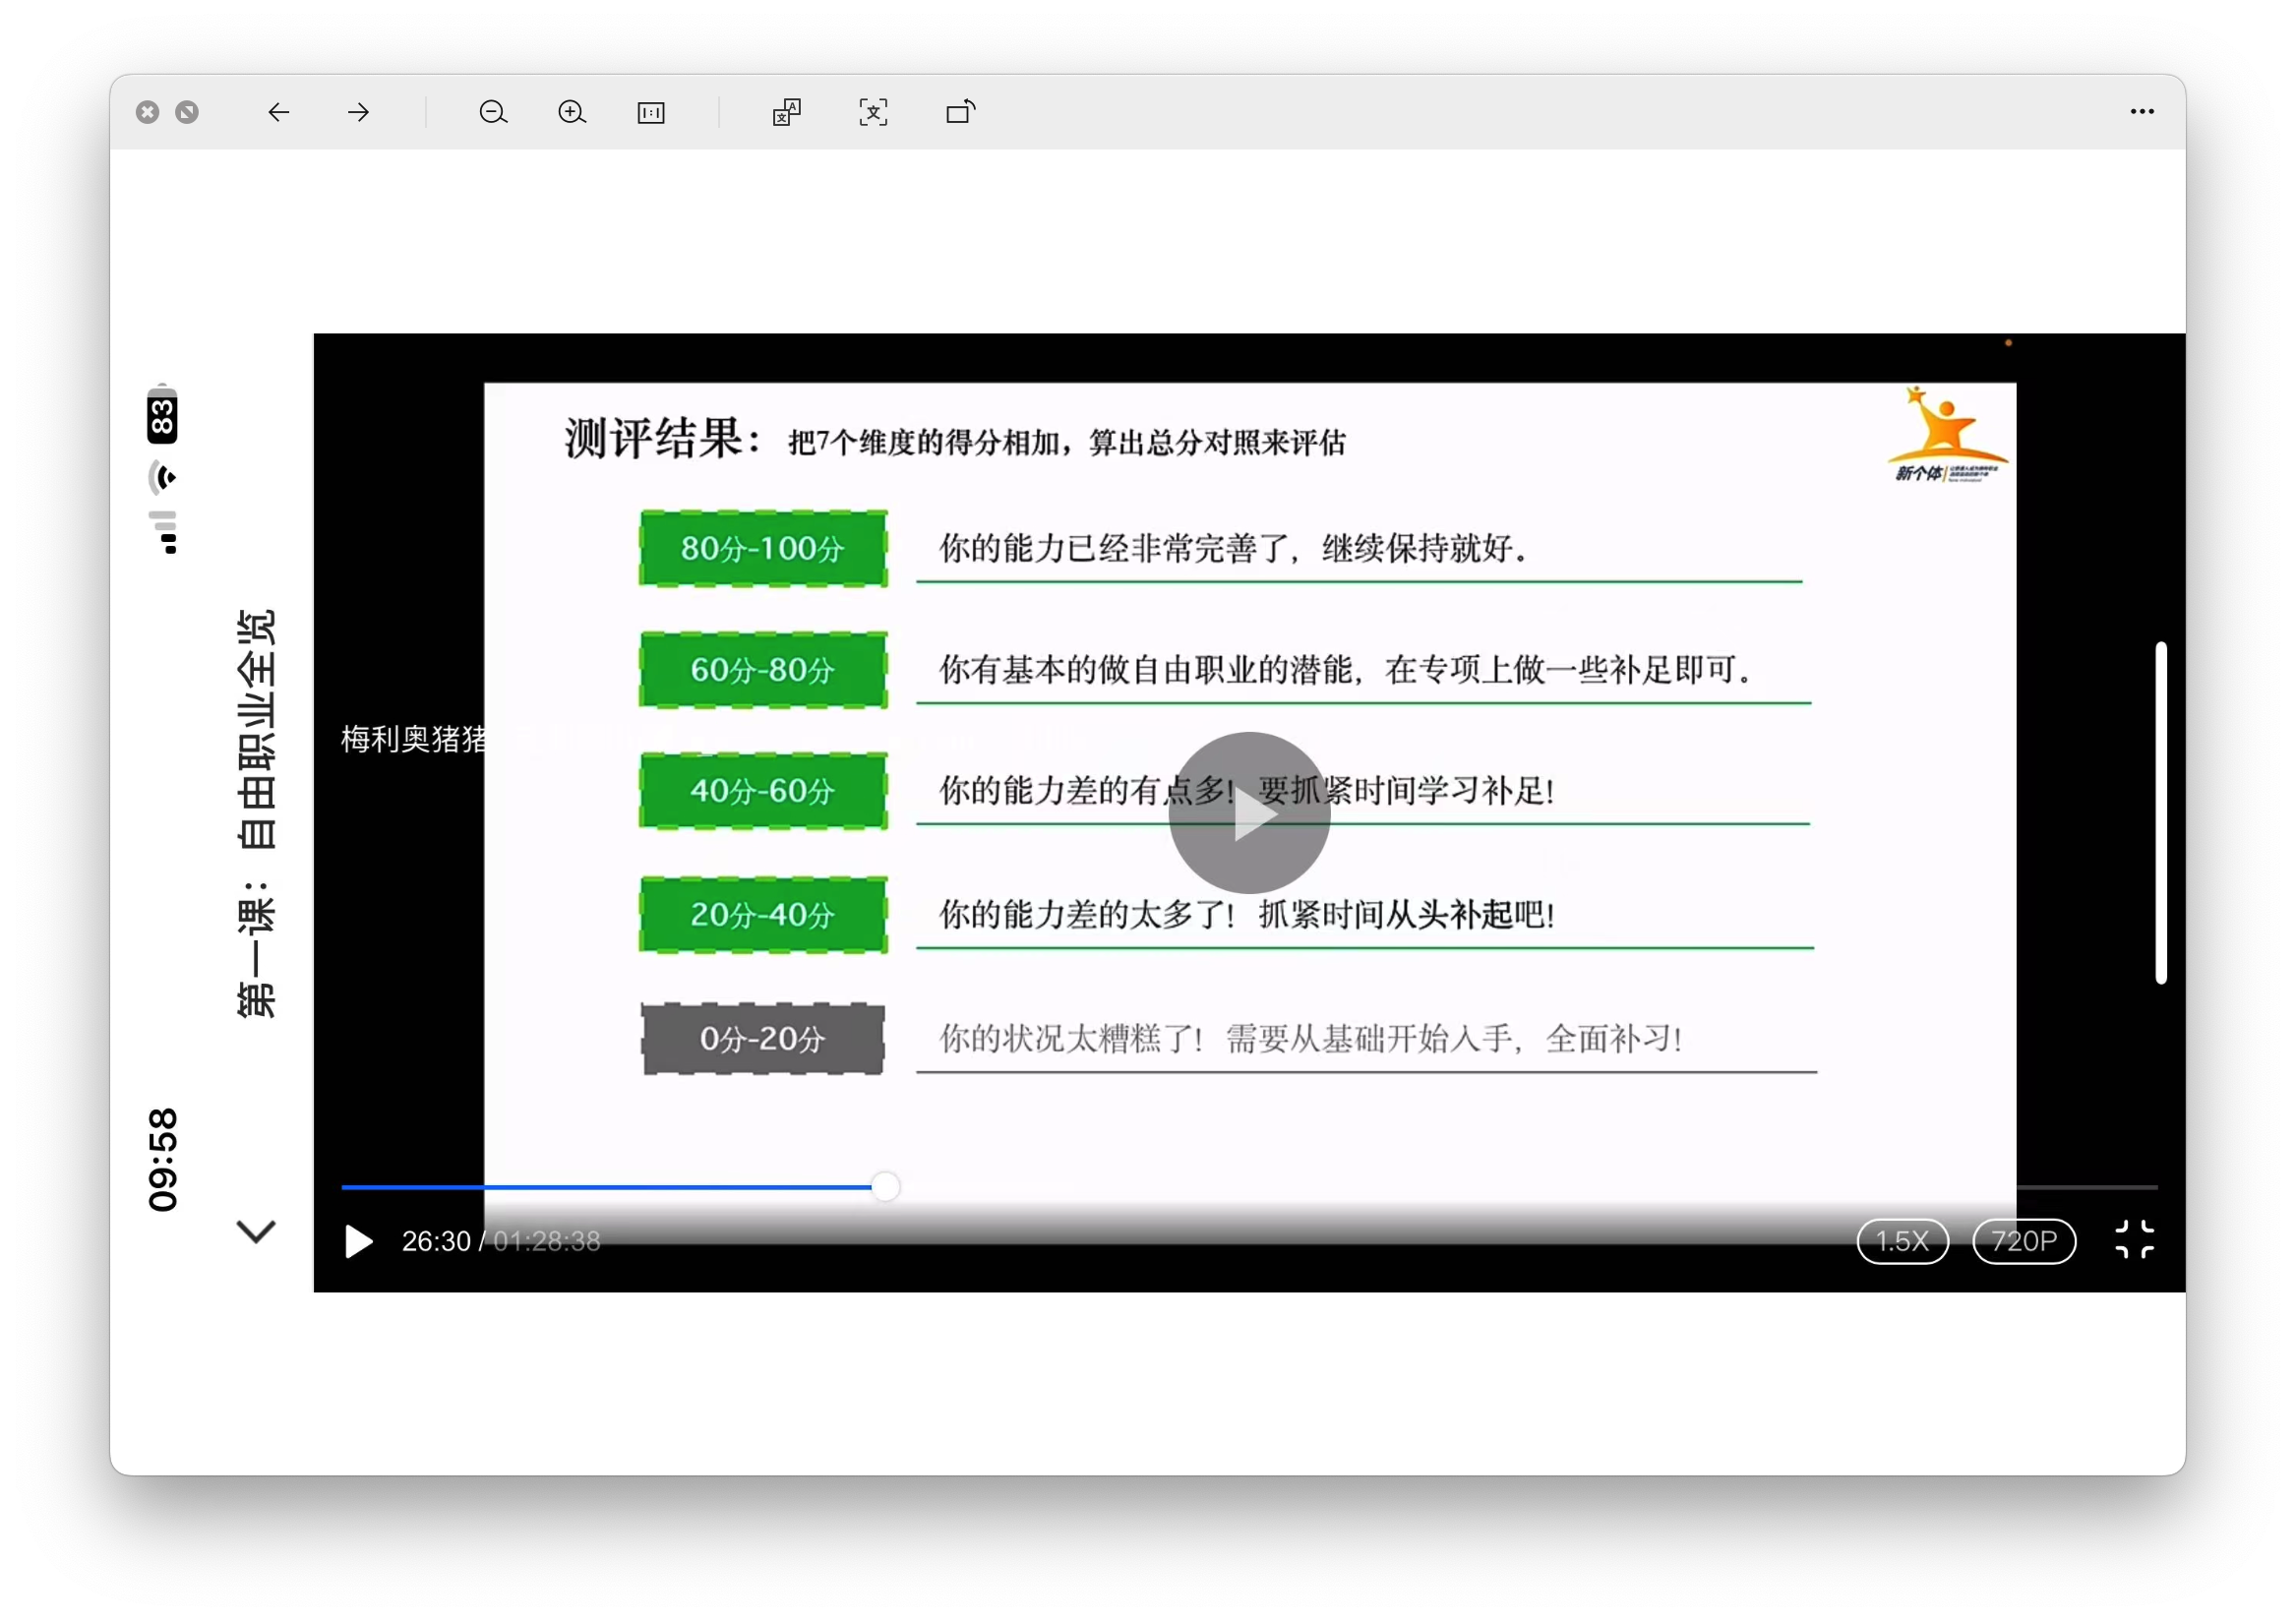 83
09:58
第一课：自由职业全览
测评结果：把7个维度的得分相加，算出总分对照来评估
新个体
80分-100分 你的能力已经非常完善了，继续保持就好。
60分-80分 你有基本的做自由职业的潜能，在专项上做一些补足即可。
梅利奥猪猪
40分-60分 你的能力差的有点多！要抓紧时间学习补足！
20分-40分 你的能力差的太多了！抓紧时间从头补起吧！
0分-20分 你的状况太糟糕了！需要从基础开始入手，全面补习！
26:30 / 01:28:38 1.5X 720P